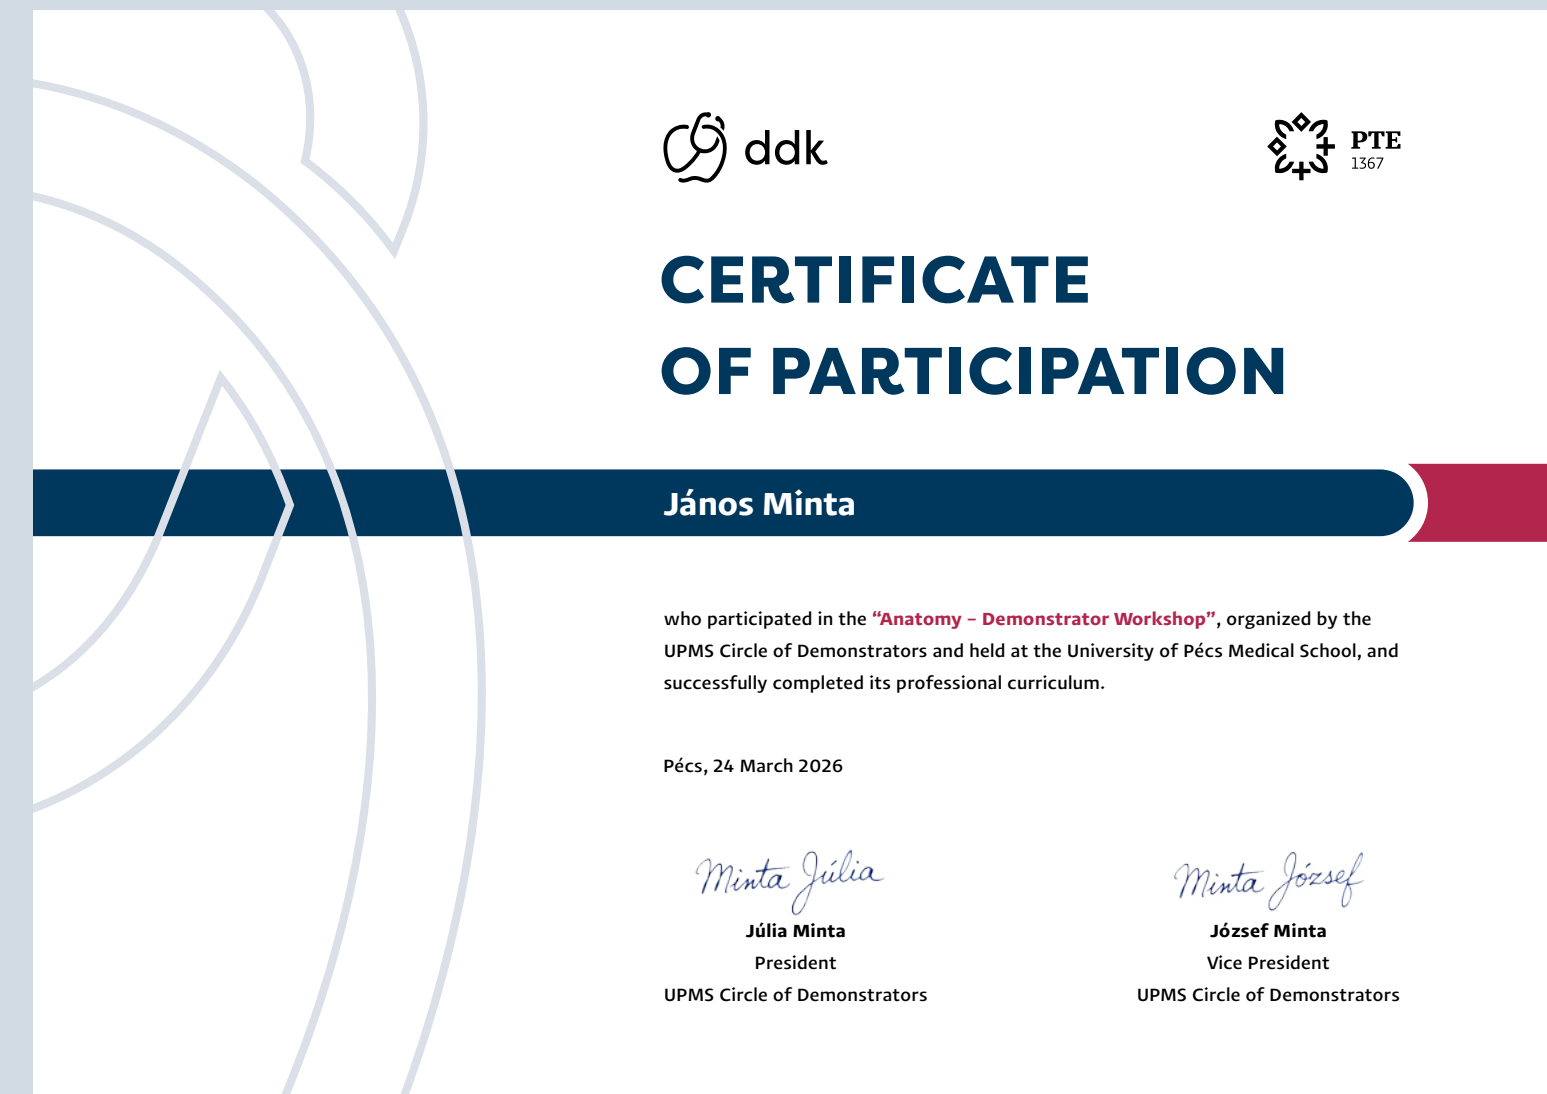 ddk
PTE
1367
CERTIFICATE
OF PARTICIPATION
János Minta
who participated in the “Anatomy – Demonstrator Workshop”, organized by the
UPMS Circle of Demonstrators and held at the University of Pécs Medical School, and
successfully completed its professional curriculum.
Pécs, 24 March 2026
Minta Júlia
Júlia Minta
President
UPMS Circle of Demonstrators
Minta József
József Minta
Vice President
UPMS Circle of Demonstrators